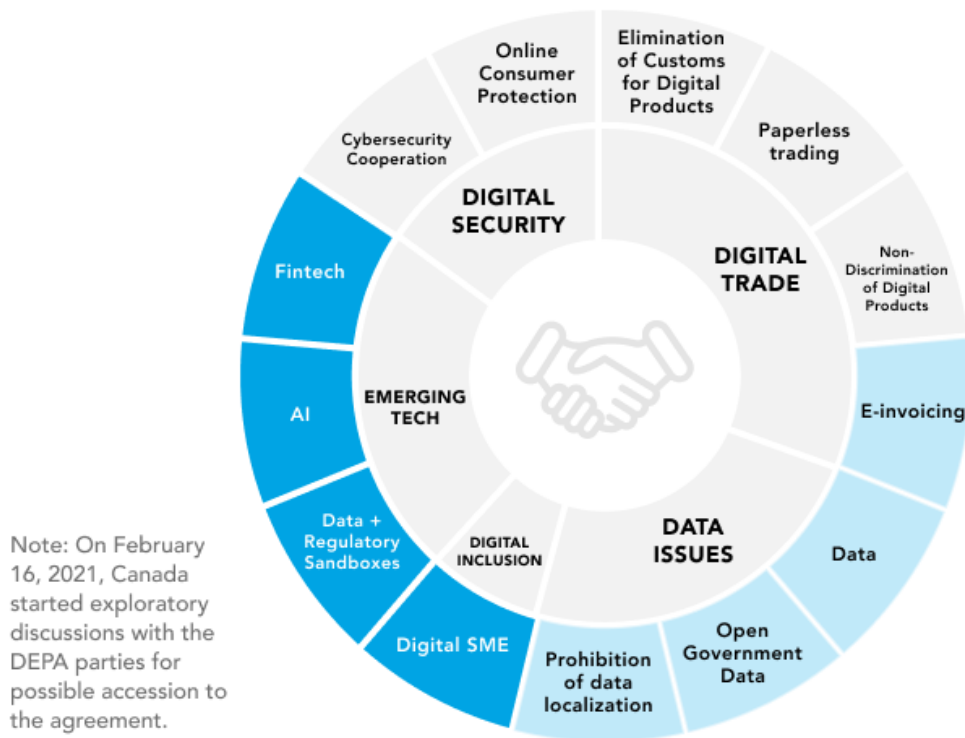 Online
Consumer
Protection
Elimination
of Customs
for Digital
Products
Paperless
trading
Non-
Discrimination
of Digital
Products
E-invoicing
Data
Open
Government
Data
Prohibition
of data
localization
Digital SME
Data +
Regulatory
Sandboxes
AI
Fintech
Cybersecurity
Cooperation
DIGITAL
SECURITY
DIGITAL
TRADE
DATA
ISSUES
DIGITAL
INCLUSION
EMERGING
TECH
Note: On February
16, 2021, Canada
started exploratory
discussions with the
DEPA parties for
possible accession to
the agreement.